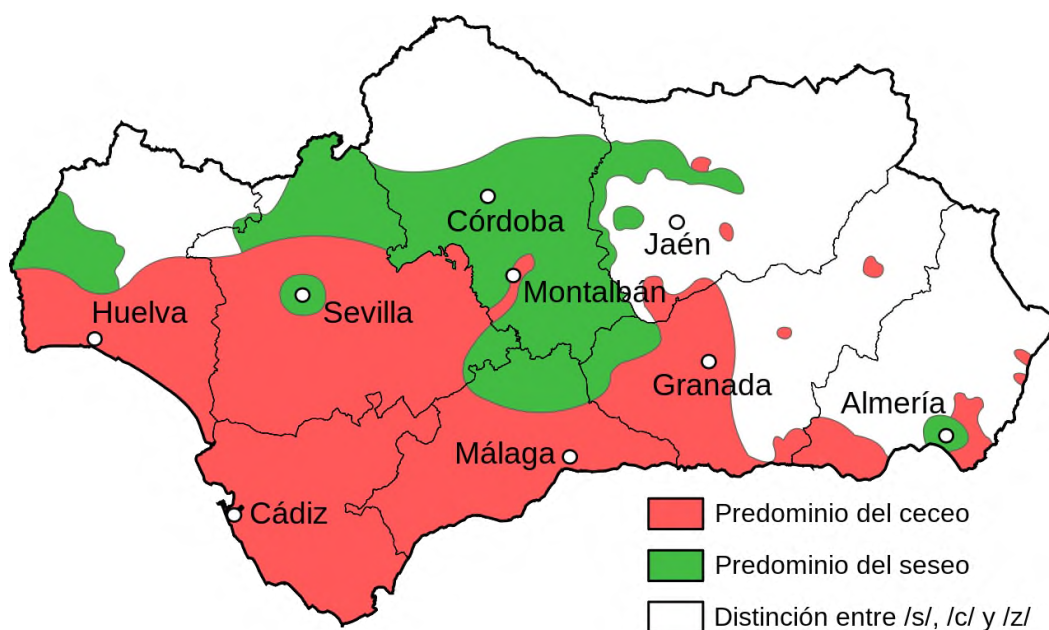 Córdoba
Jaén
Montalbán
Huelva
Sevilla
Granada
Almería
Málaga
Cádiz
Predominio del ceceo
Predominio del seseo
Distinción entre /s/, /c/ y /z/